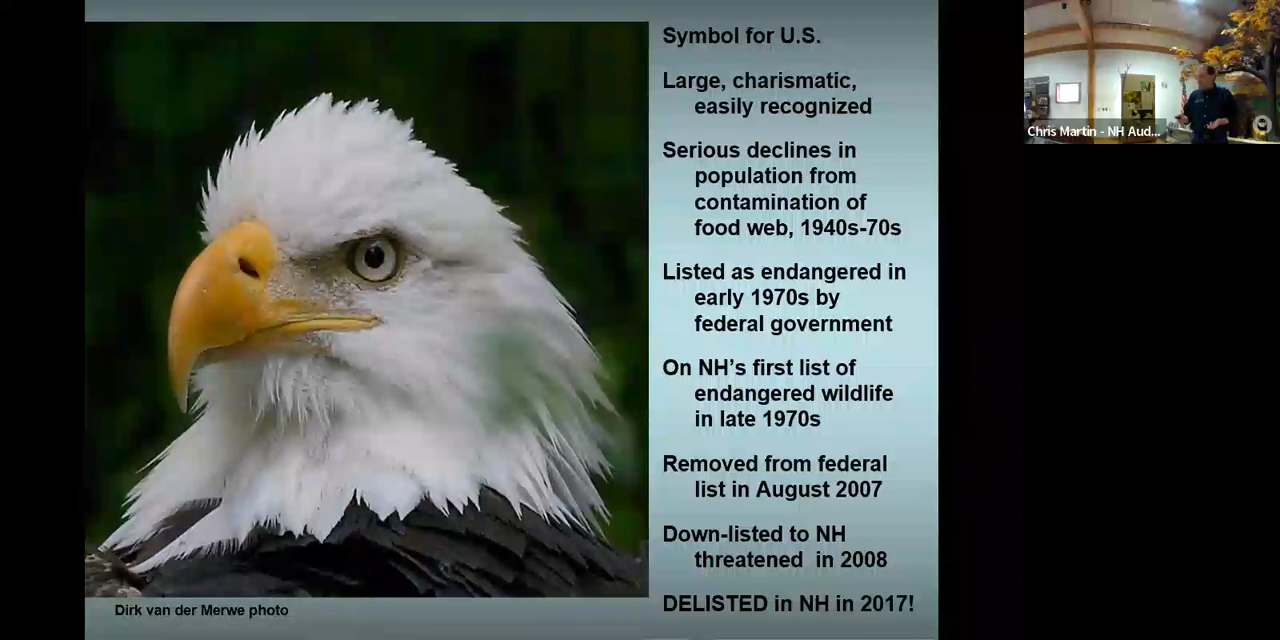 Symbol for U.S.
Large, charismatic,
easily recognized
Serious declines in
population from
contamination of
food web, 1940s-70s
Listed as endangered in
early 1970s by
federal government
On NH’s first list of
endangered wildlife
in late 1970s
Removed from federal
list in August 2007
Down-listed to NH
threatened  in 2008
DELISTED in NH in 2017!
Dirk van der Merwe photo
Chris Martin - NH Aud...